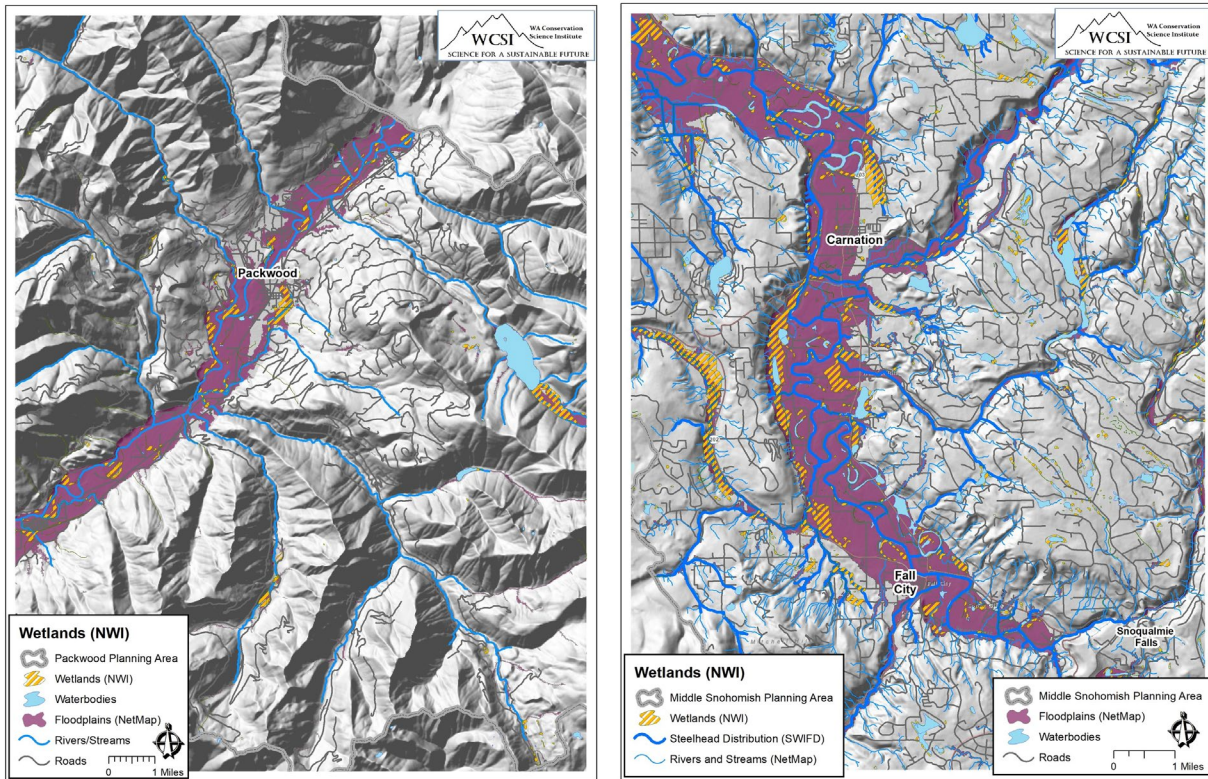 WCSI
WA Conservation
Science Institute
SCIENCE FOR A SUSTAINABLE FUTURE
Packwood
Wetlands (NWI)
Packwood Planning Area
Wetlands (NWI)
Waterbodies
Floodplains (NetMap)
Rivers/Streams
Roads
1 Miles
WCSI
WA Conservation
Science Institute
SCIENCE FOR A SUSTAINABLE FUTURE
Carnation
Fall
City
Snoqualmie
Falls
Wetlands (NWI)
Middle Snohomish Planning Area
Wetlands (NWI)
Steelhead Distribution (SWIFD)
Rivers and Streams (NetMap)
Middle Snohomish Planning Area
Floodplains (NetMap)
Waterbodies
Roads
1 Miles